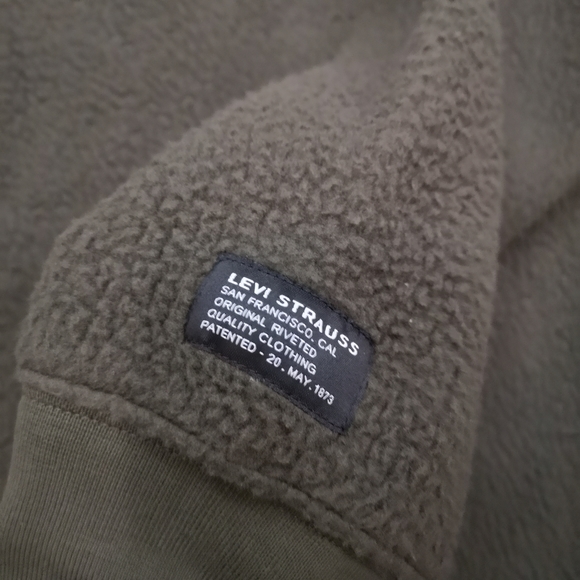 LEVI STRAUSS
SAN FRANCISCO. CAL
ORIGINAL RIVETED
QUALITY CLOTHING
PATENTED - 20 . MAY . 1873